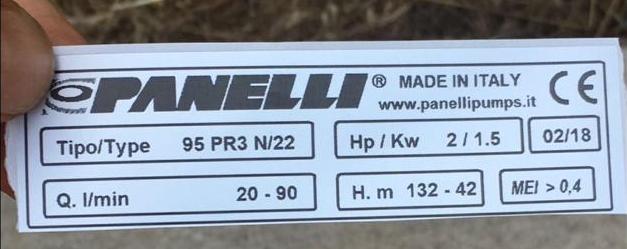 PANELLI ® MADE IN ITALY CE
www.panellipumps.it
Tipo/Type 95 PR3 N/22 Hp / Kw 2 / 1.5 02/18
Q. l/min 20 - 90 H. m 132 - 42 MEI > 0,4